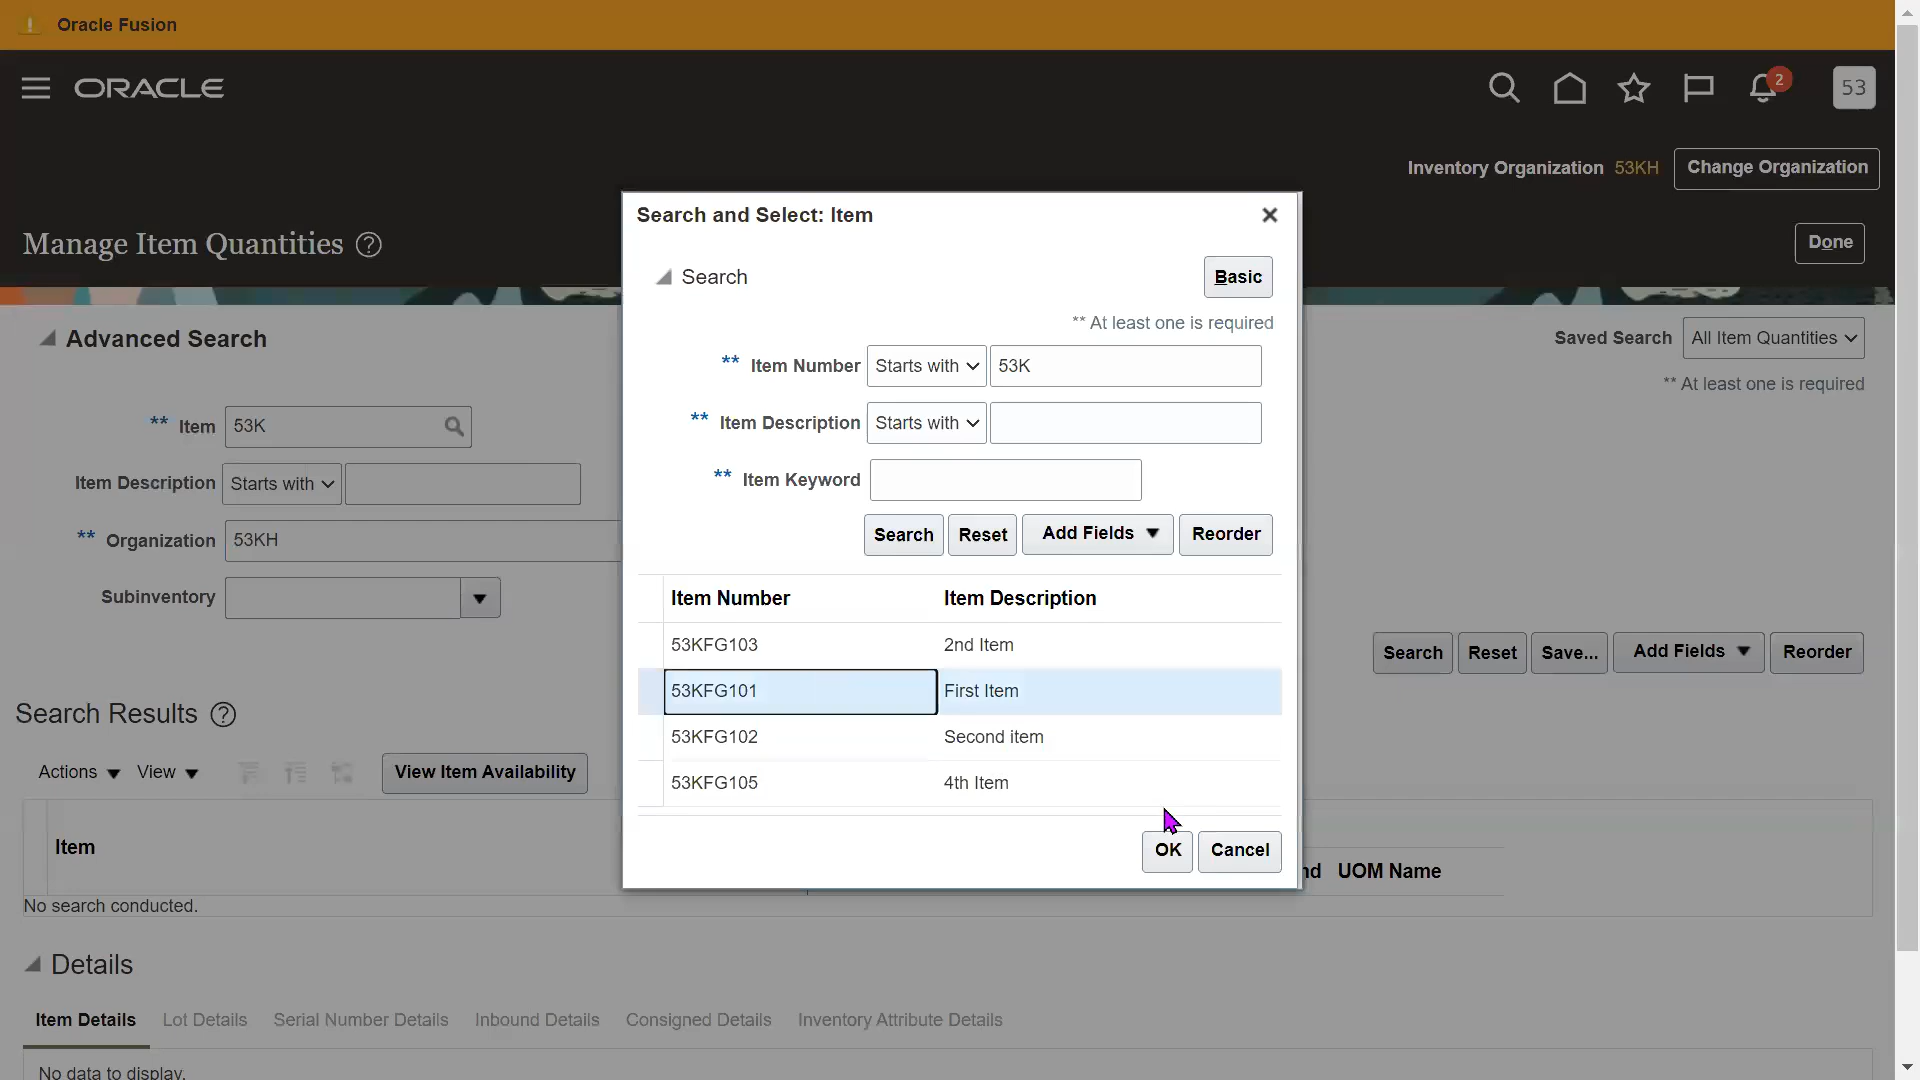 Oracle Fusion
ORACLE
2
53
Inventory Organization 53KH Change Organization
Manage Item Quantities
Done
Advanced Search
Saved Search All Item Quantities
** At least one is required
** Item 53K
Item Description Starts with
** Organization 53KH
Subinventory
Search Reset Save... Add Fields Reorder
Search Results
Actions View View Item Availability
Item
UOM Name
No search conducted.
Details
Item Details Lot Details Serial Number Details Inbound Details Consigned Details Inventory Attribute Details
No data to display.
Search and Select: Item
Search
Basic
** At least one is required
** Item Number Starts with 53K
** Item Description Starts with
** Item Keyword
Search Reset Add Fields Reorder
Item Number Item Description
53KFG103 2nd Item
53KFG101 First Item
53KFG102 Second item
53KFG105 4th Item
OK Cancel